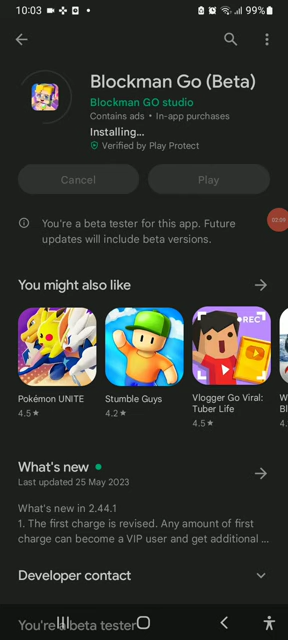 10:03
99%
Blockman Go (Beta)
Blockman GO studio
Contains ads • In-app purchases
Installing...
Verified by Play Protect
Cancel
Play
You're a beta tester for this app. Future
updates will include beta versions.
You might also like
REC
Pokémon UNITE
4.5★
Stumble Guys
4.2★
Vlogger Go Viral:
Tuber Life
4.5★
W
Bl
4.
What's new
Last updated 25 May 2023
What's new in 2.44.1
1. The first charge is revised. Any amount of first
charge can become a VIP user and get additional ...
Developer contact
You're a beta tester